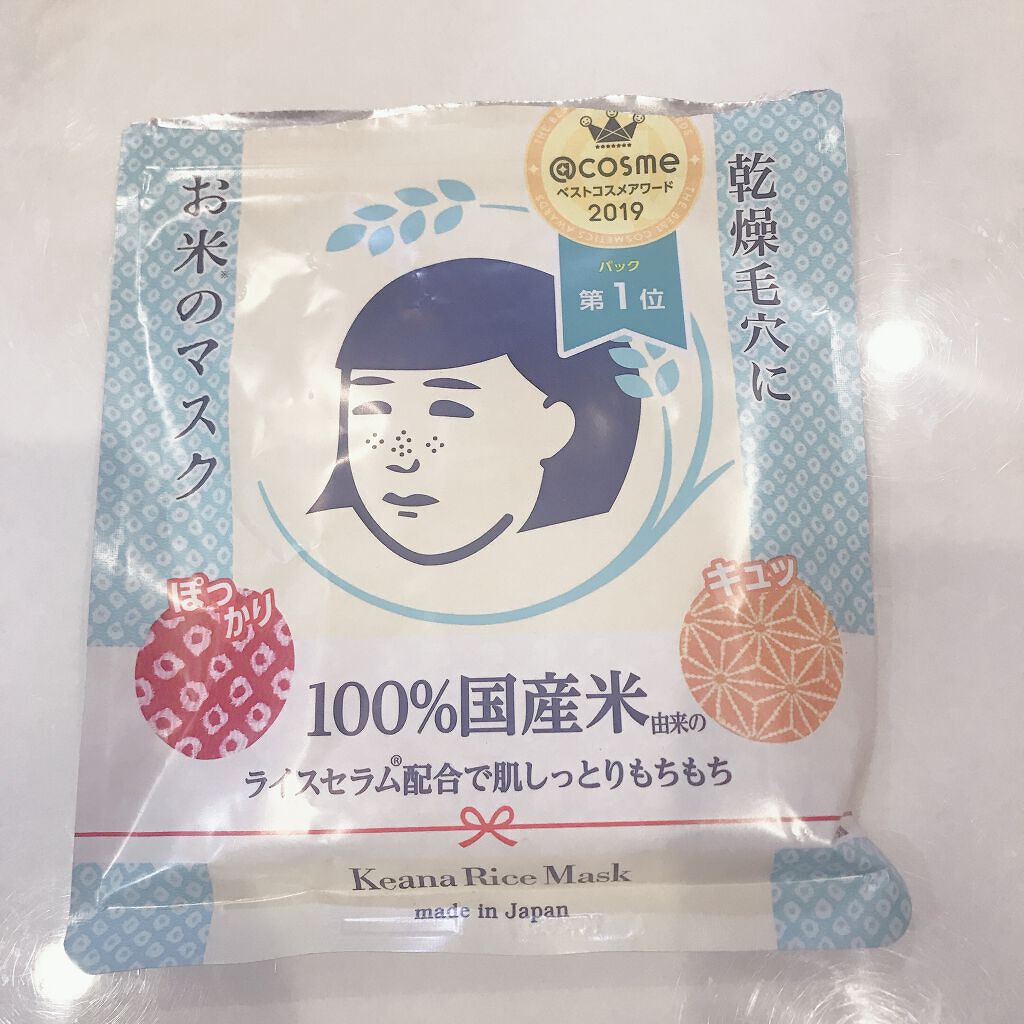 @cosme
ベストコスメアワード
2019
パック
第1位
乾燥毛穴に
お米※のマスク
ぽっかり
キュッ
100%国産米由来の
ライスセラム®配合で肌しっとりもちもち
Keana Rice Mask
made in Japan